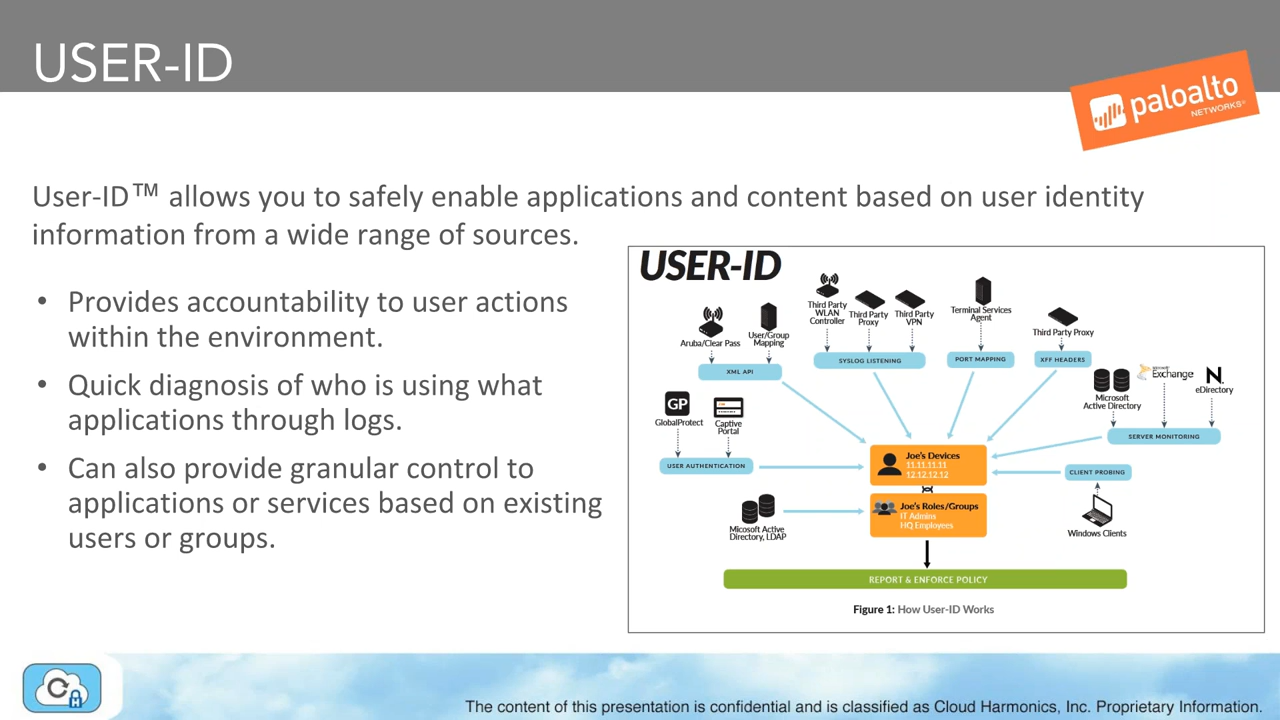 USER-ID
paloalto
NETWORKS®
User-ID™ allows you to safely enable applications and content based on user identity
information from a wide range of sources.
• Provides accountability to user actions
within the environment.
• Quick diagnosis of who is using what
applications through logs.
• Can also provide granular control to
applications or services based on existing
users or groups.
USER-ID
Aruba/Clear Pass
User/Group
Mapping
Third Party
WLAN
Controller
Third Party
Proxy
Third Party
VPN
Terminal Services
Agent
Third Party Proxy
XML API
SYSLOG LISTENING
PORT MAPPING
XFF HEADERS
Microsoft
Active Directory
Exchange
N
eDirectory
GP
GlobalProtect
Captive
Portal
USER AUTHENTICATION
SERVER MONITORING
Joe's Devices
11.11.11.11
12.12.12.12
CLIENT PROBING
Joe's Roles/Groups
IT Admins
HQ Employees
Microsoft Active
Directory, LDAP
Windows Clients
REPORT & ENFORCE POLICY
Figure 1: How User-ID Works
H
The content of this presentation is confidential and is classified as Cloud Harmonics, Inc. Proprietary Information.